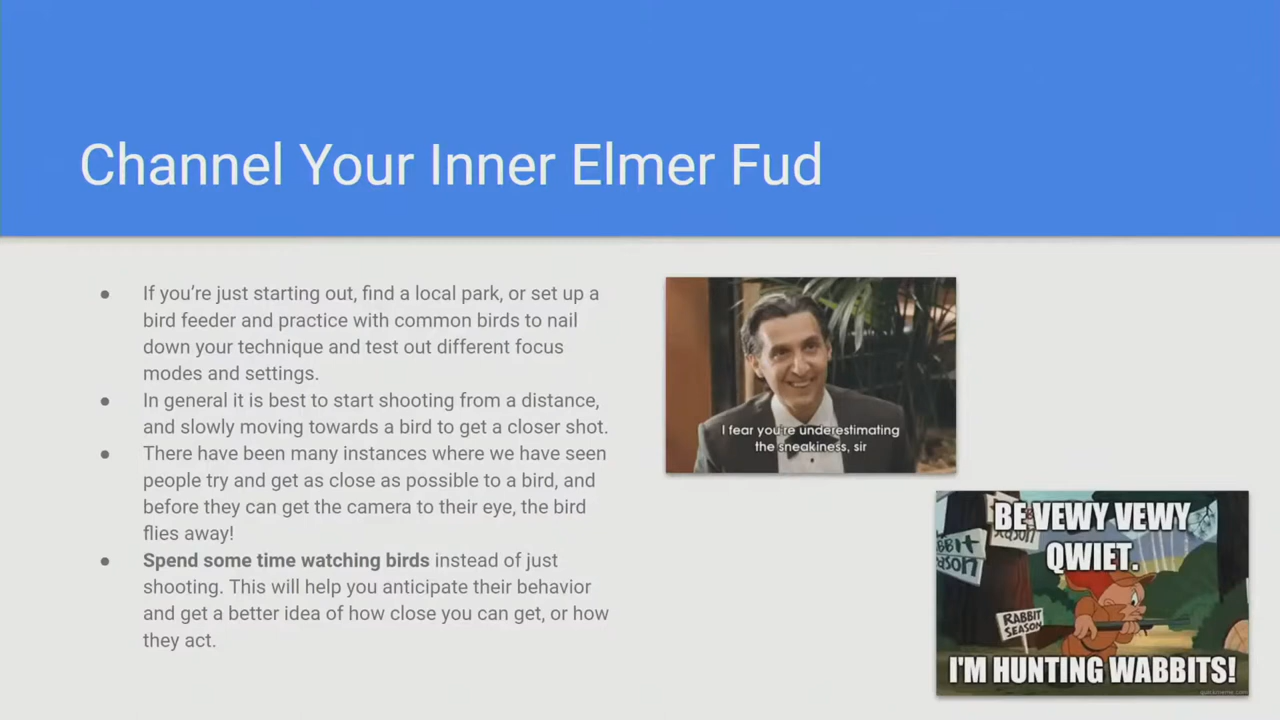 Channel Your Inner Elmer Fud
● If you're just starting out, find a local park, or set up a
bird feeder and practice with common birds to nail
down your technique and test out different focus
modes and settings.
● In general it is best to start shooting from a distance,
and slowly moving towards a bird to get a closer shot.
● There have been many instances where we have seen
people try and get as close as possible to a bird, and
before they can get the camera to their eye, the bird
flies away!
● Spend some time watching birds instead of just
shooting. This will help you anticipate their behavior
and get a better idea of how close you can get, or how
they act.
I fear you're underestimating
the sneakiness, sir
BE VEWY VEWY
QWIET.
RABBIT
SEASON
I'M HUNTING WABBITS!